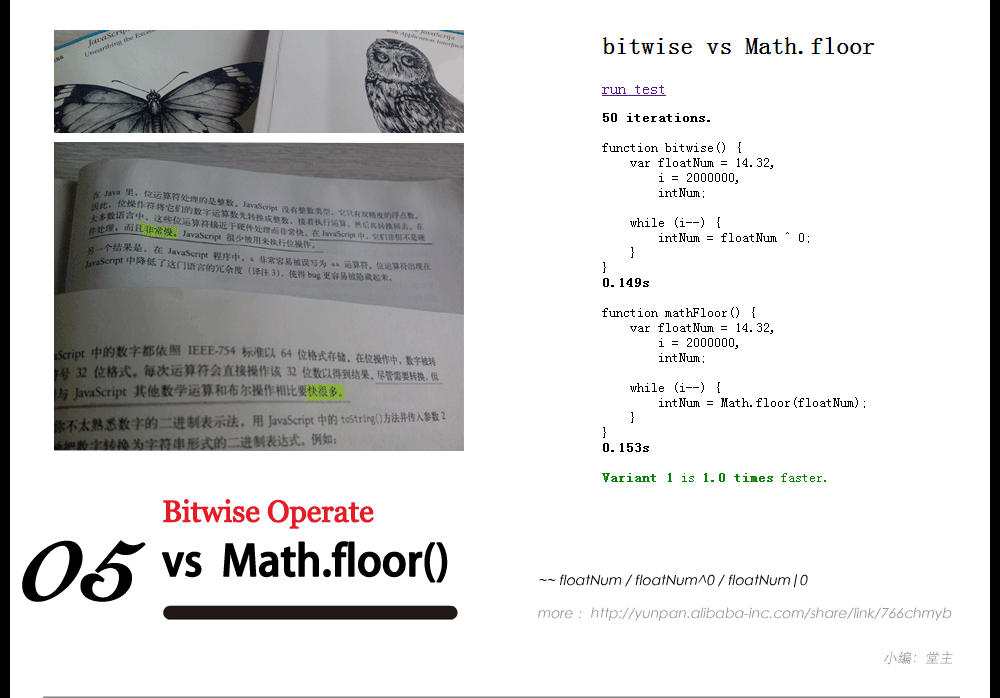 JavaScript
Unearthing the Exce
Web Application Interfaces
在 Java 里，位运算符处理的是整数。JavaScript 没有整数类型，它只有双精度的浮点数。
因此，位操作符将它们的数字运算数先转换成整数，接着执行运算，然后再转换回去。在
大多数语言中，这些位运算符接近于硬件处理而非常快。在 JavaScript 中，它们非但不是硬
件处理，而且非常慢。JavaScript 很少被用来执行位操作。
另一个结果是，在 JavaScript 程序中，& 非常容易被误写为 && 运算符。位运算符出现在
JavaScript 中降低了这门语言的冗余度（译注 3），使得 bug 更容易被隐藏起来。
aScript 中的数字都依照 IEEE-754 标准以 64 位格式存储。在位操作中，数字被转
号 32 位格式。每次运算符会直接操作该 32 位数以得到结果。尽管需要转换，但
与 JavaScript 其他数学运算和布尔操作相比要快很多。
你不太熟悉数字的二进制表示法，用 JavaScript 中的 toString()方法并传入参数 2
把数字转换为字符串形式的二进制表达式。例如：
05
Bitwise Operate
vs Math.floor()
bitwise vs Math.floor
run test
50 iterations.
function bitwise() {
    var floatNum = 14.32,
        i = 2000000,
        intNum;
    while (i--) {
        intNum = floatNum ^ 0;
    }
}
0.149s
function mathFloor() {
    var floatNum = 14.32,
        i = 2000000,
        intNum;
    while (i--) {
        intNum = Math.floor(floatNum);
    }
}
0.153s
Variant 1 is 1.0 times faster.
~~ floatNum / floatNum^0 / floatNum|0
more : http://yunpan.alibaba-inc.com/share/link/766chmyb
小编：堂主